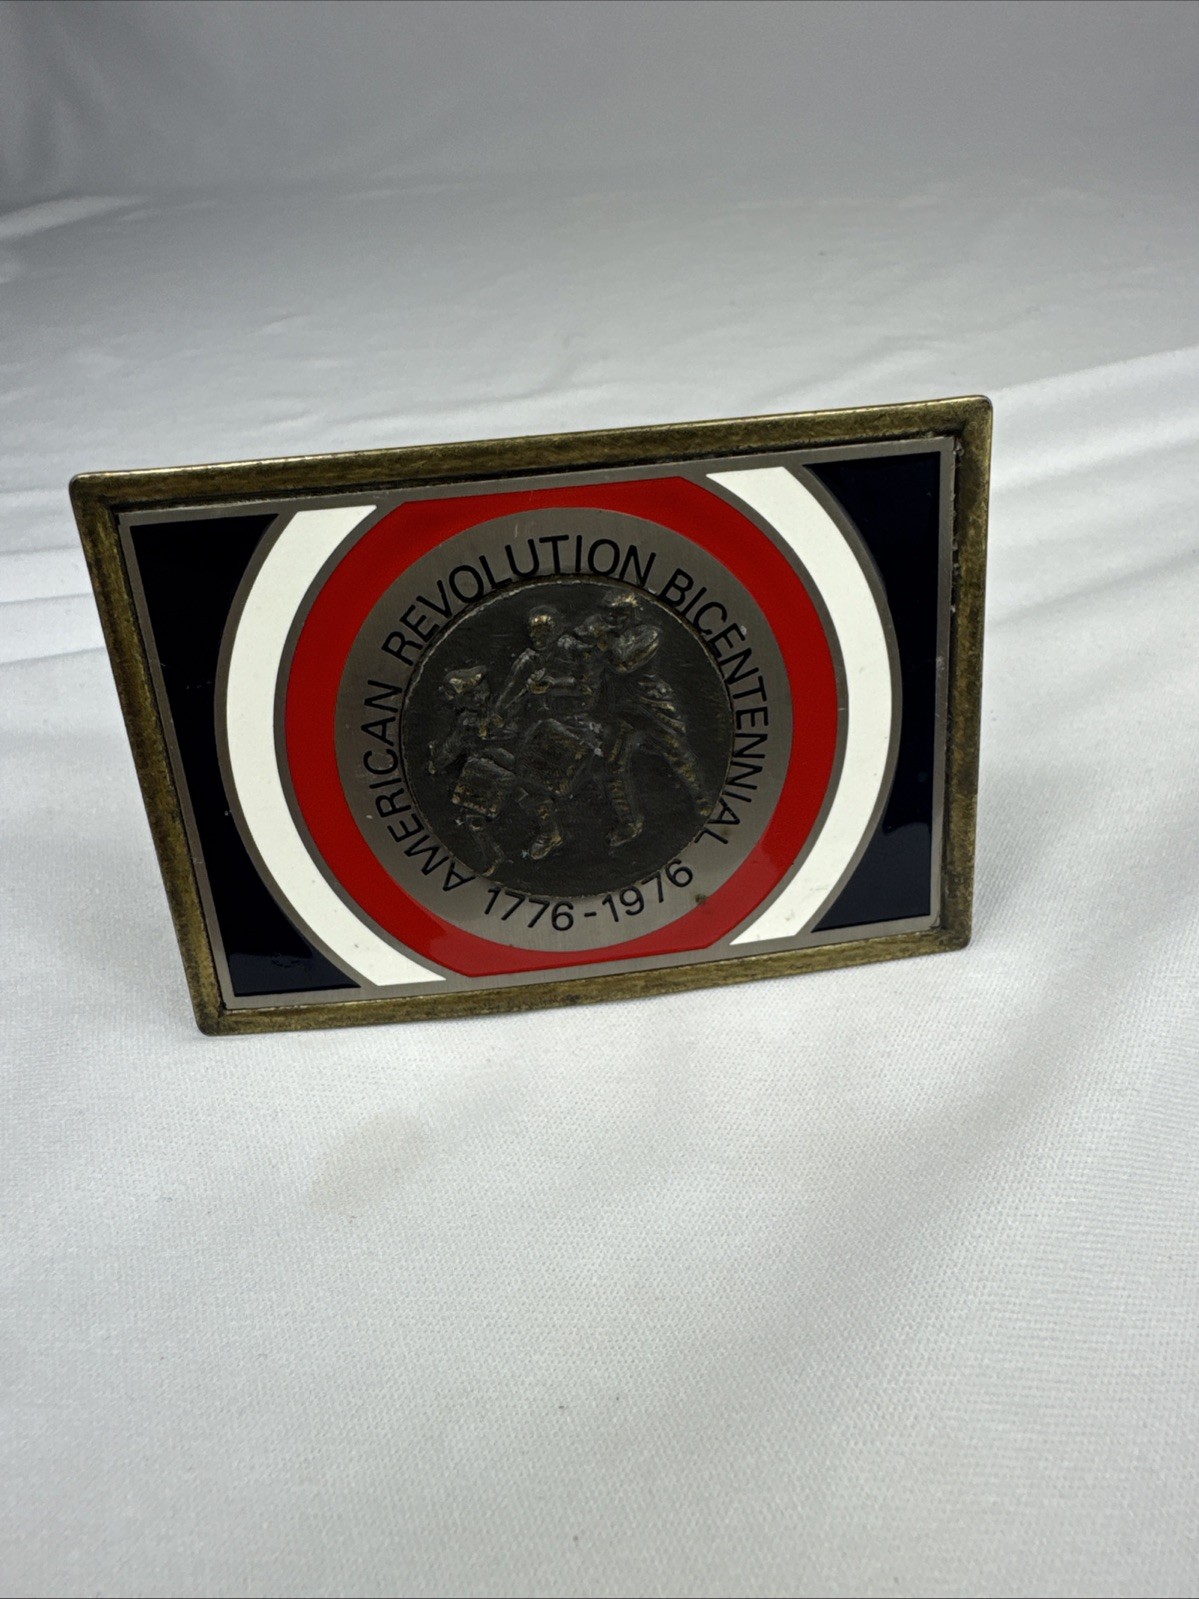 AMERICAN REVOLUTION BICENTENNIAL
1776-1976